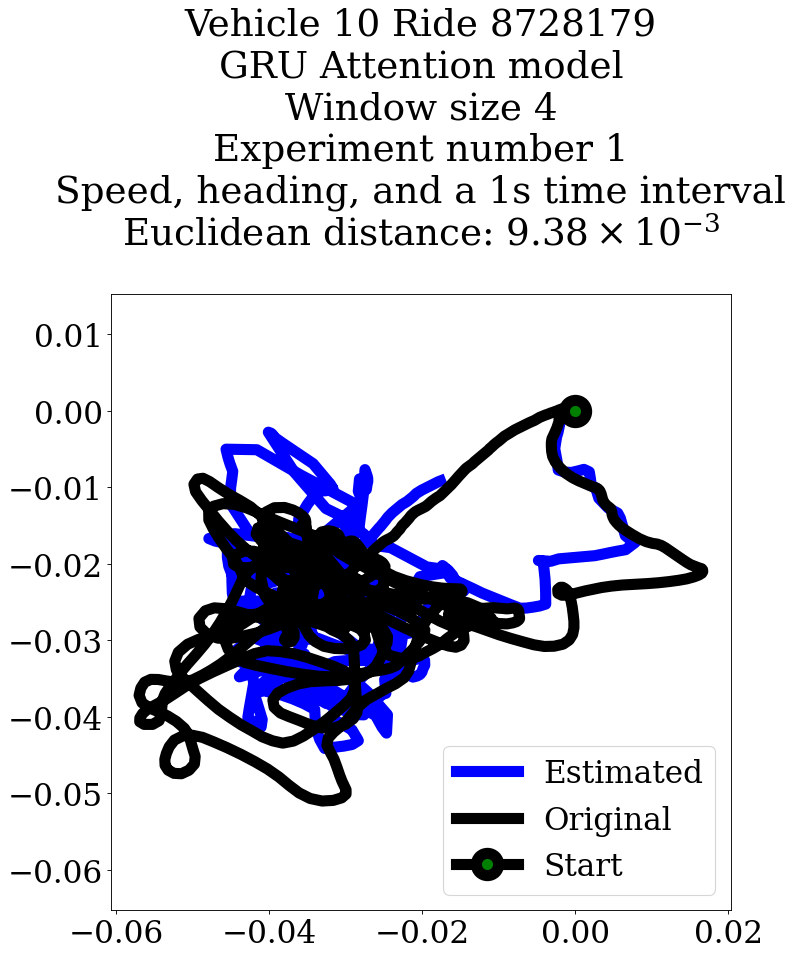 Vehicle 10 Ride 8728179
GRU Attention model
Window size 4
Experiment number 1
Speed, heading, and a 1s time interval
Euclidean distance: 9.38 × 10⁻³
0.01
0.00
−0.01
−0.02
−0.03
−0.04
−0.05
−0.06
Estimated
Original
Start
−0.06 −0.04 −0.02 0.00 0.02